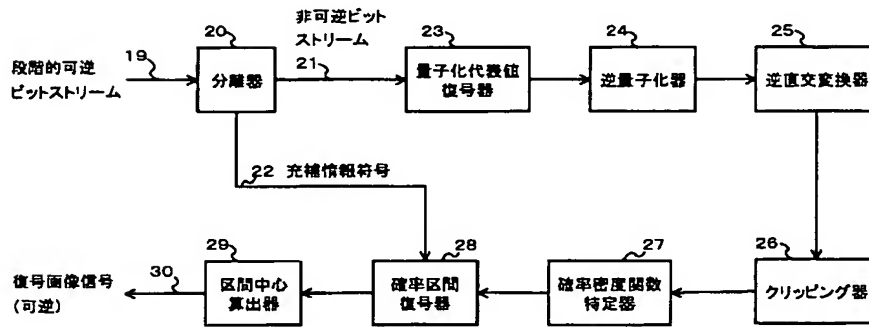 段階的可逆
ビットストリーム
19
20
分離器
非可逆ビット
ストリーム
21
23
量子化代表値
復号器
24
逆量子化器
25
逆直交変換器
22 充補情報符号
復号画像信号
(可逆)
30
29
区間中心
算出器
28
確率区間
復号器
27
確率密度関数
特定器
26
クリッピング器